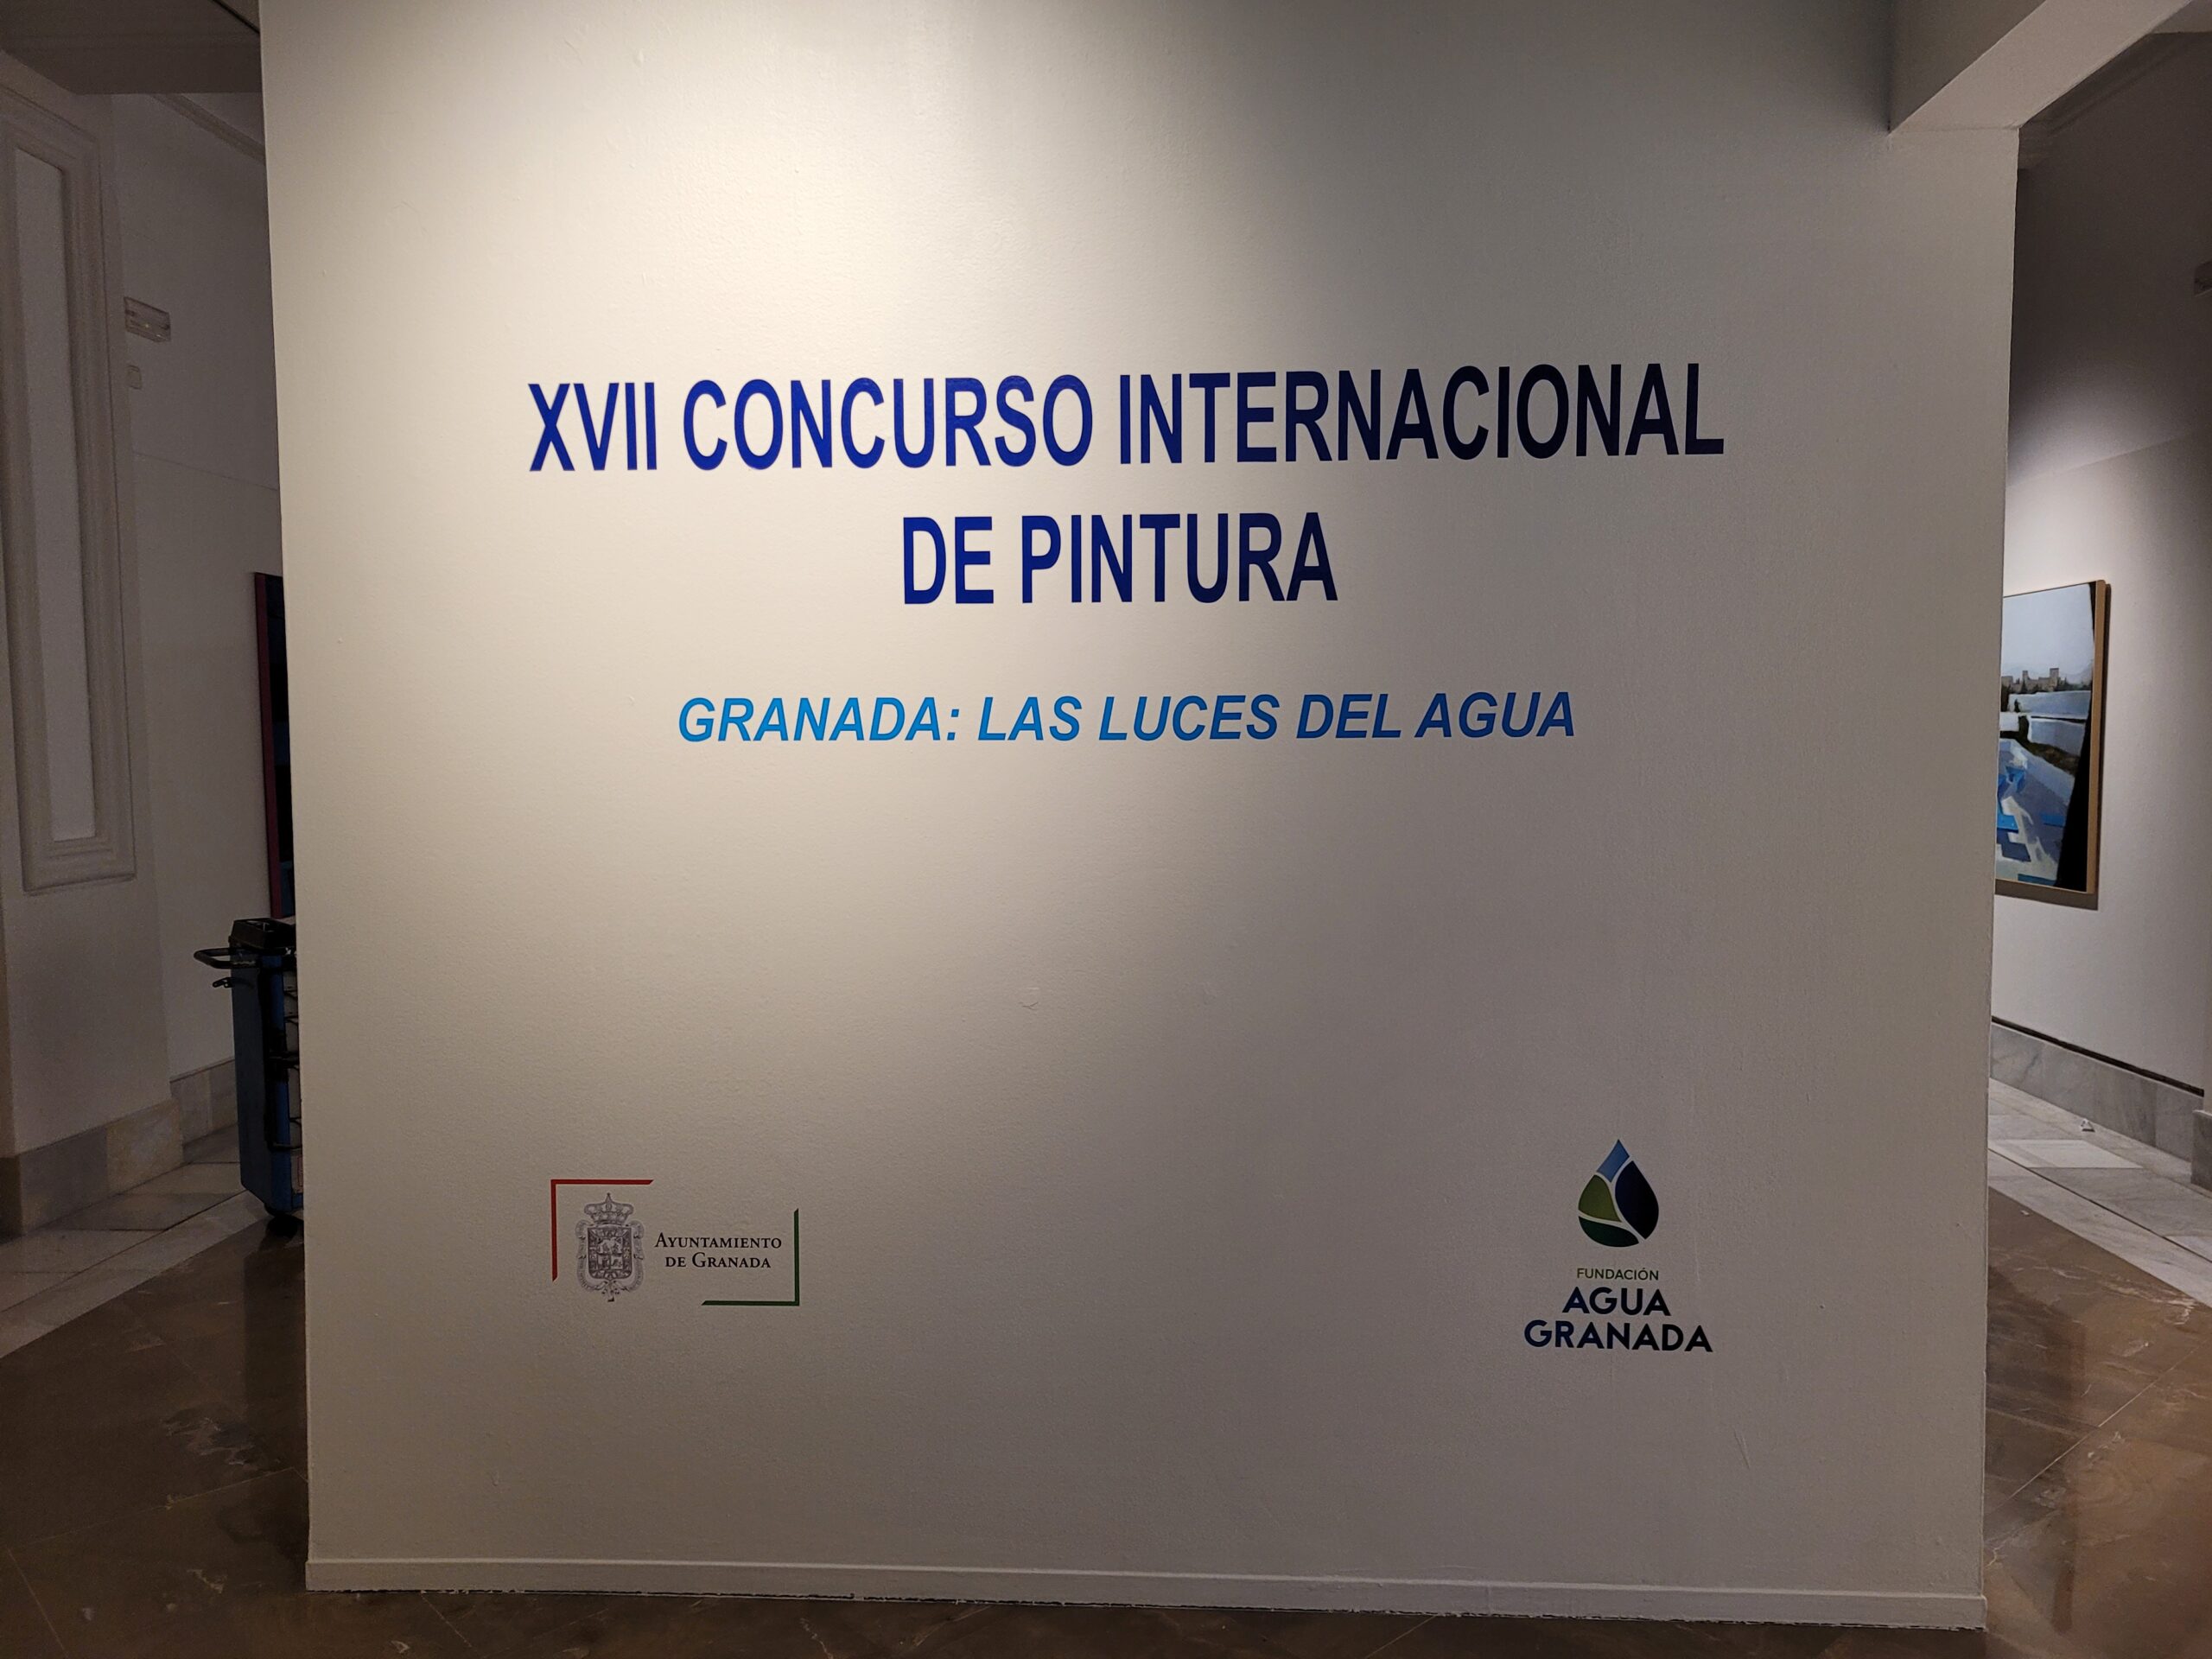 XVII CONCURSO INTERNACIONAL
DE PINTURA
GRANADA: LAS LUCES DEL AGUA
AYUNTAMIENTO
DE GRANADA
FUNDACIÓN
AGUA
GRANADA